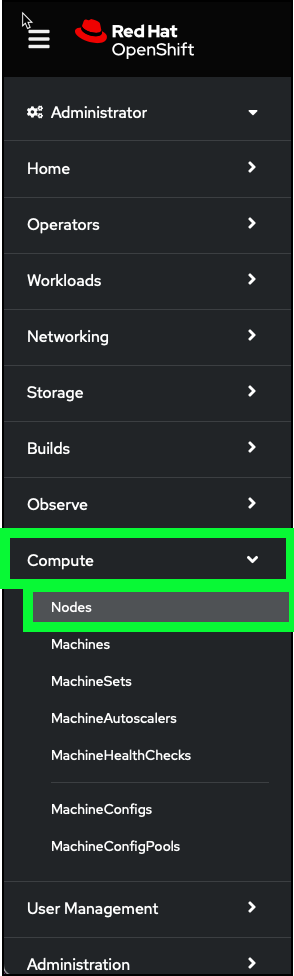 Red Hat
OpenShift
Administrator
Home
Operators
Workloads
Networking
Storage
Builds
Observe
Compute
Nodes
Machines
MachineSets
MachineAutoscalers
MachineHealthChecks
MachineConfigs
MachineConfigPools
User Management
Administration